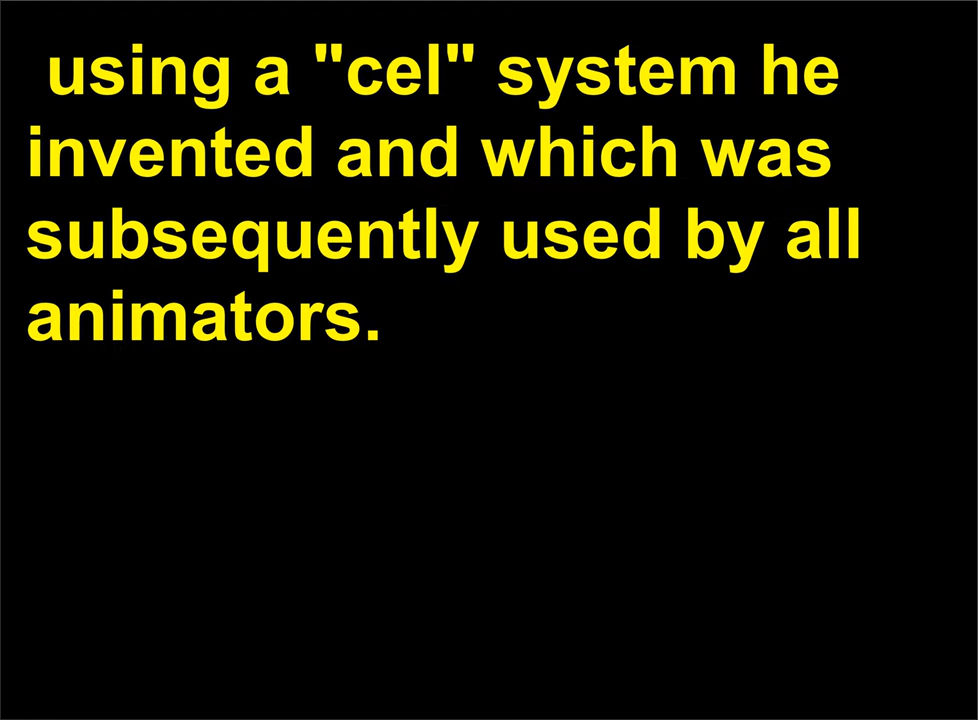 using a "cel" system he
invented and which was
subsequently used by all
animators.